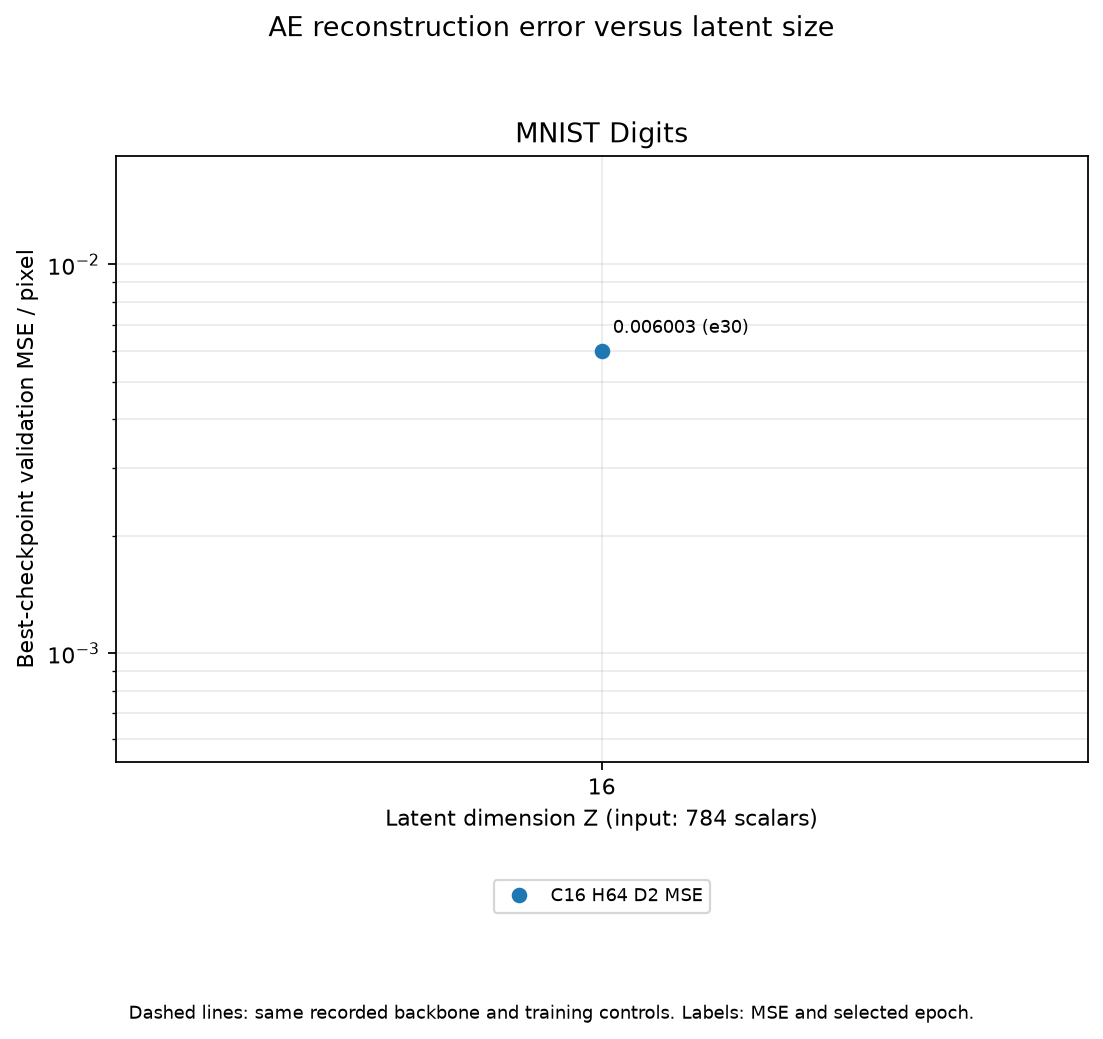 AE reconstruction error versus latent size
MNIST Digits
Best-checkpoint validation MSE / pixel
10⁻²
0.006003 (e30)
10⁻³
16
Latent dimension Z (input: 784 scalars)
C16 H64 D2 MSE
Dashed lines: same recorded backbone and training controls. Labels: MSE and selected epoch.